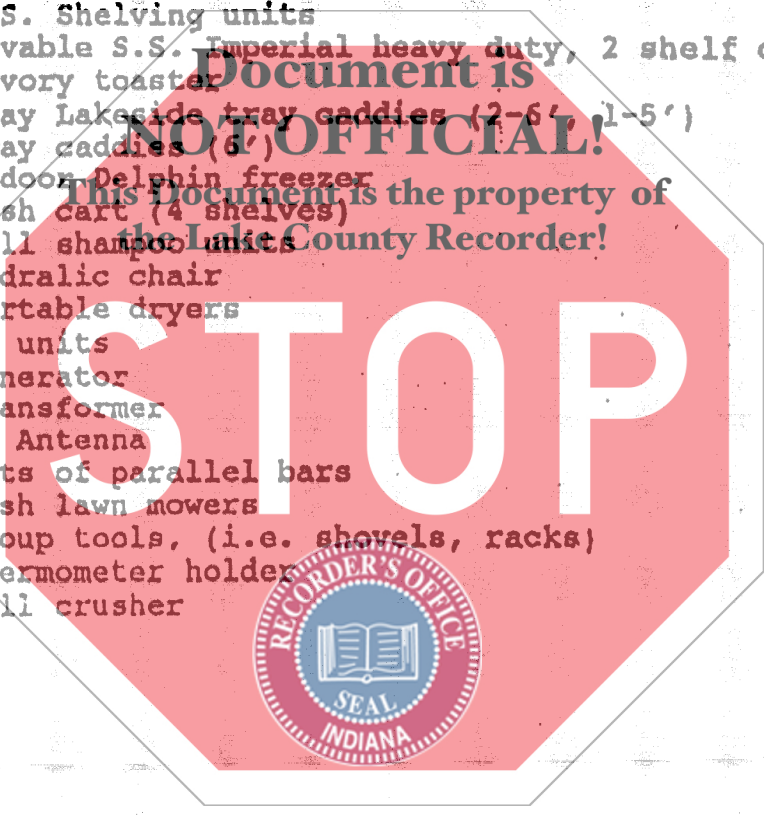 S. Shelving units
vable S.S. Imperial heavy duty, 2 shelf
vory toaster
ay Lakeside tray caddies (2-6', 1-5')
ay caddies (6')
door Delphin freezer
sh cart (4 shelves)
ll shampoo units
dralic chair
rtable dryers
units
nerator
ansformer
Antenna
ts of parallel bars
sh lawn mowers
oup tools, (i.e. shovels, racks)
ermometer holder
ll crusher
Document is
NOT OFFICIAL!
This Document is the property of
the Lake County Recorder!
STOP
RECORDER'S OFFICE
SEAL
INDIANA